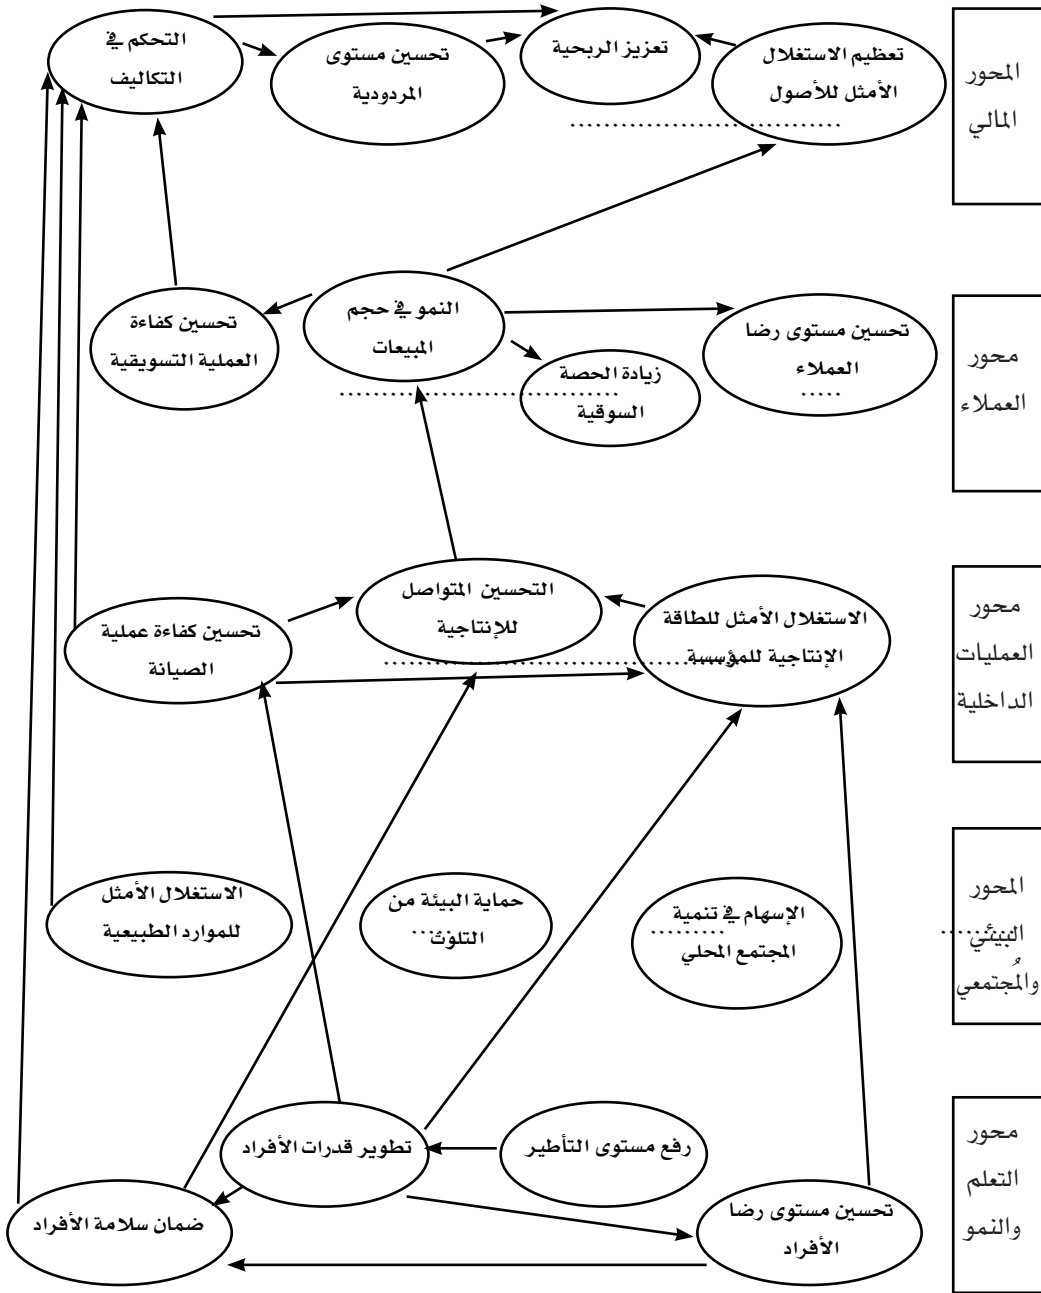 المحور
المالي
تعظيم الاستغلال
الأمثل للأصول
تعزيز الربحية
تحسين مستوى
المردودية
التحكم في
التكاليف
محور
العملاء
تحسين مستوى رضا
العملاء
زيادة الحصة
السوقية
النمو في حجم
المبيعات
تحسين كفاءة
العملية التسويقية
محور
العمليات
الداخلية
الاستغلال الأمثل للطاقة
الإنتاجية للمؤسسة
التحسين المتواصل
للإنتاجية
تحسين كفاءة عملية
الصيانة
المحور
البيئي
والمُجتمعي
الإسهام في تنمية
المجتمع المحلي
حماية البيئة من
التلوث
الاستغلال الأمثل
للموارد الطبيعية
محور
التعلم
والنمو
رفع مستوى التأطير
تطوير قدرات الأفراد
تحسين مستوى رضا
الأفراد
ضمان سلامة الأفراد